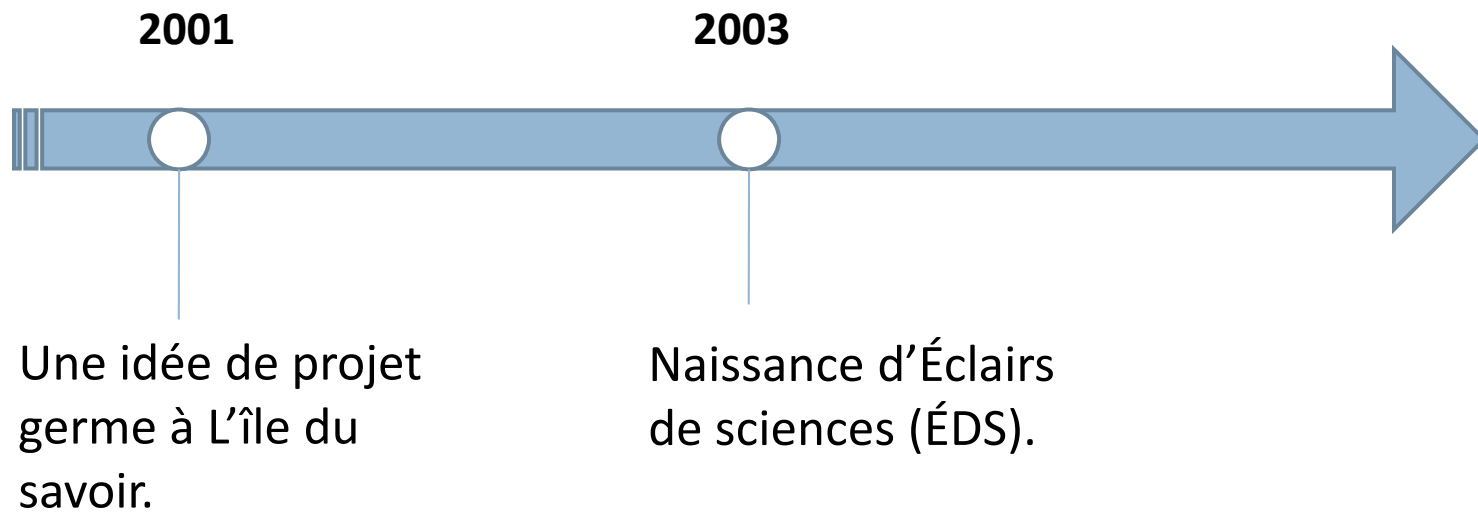 2001
2003
Une idée de projet
germe à L’île du
savoir.
Naissance d’Éclairs
de sciences (ÉDS).